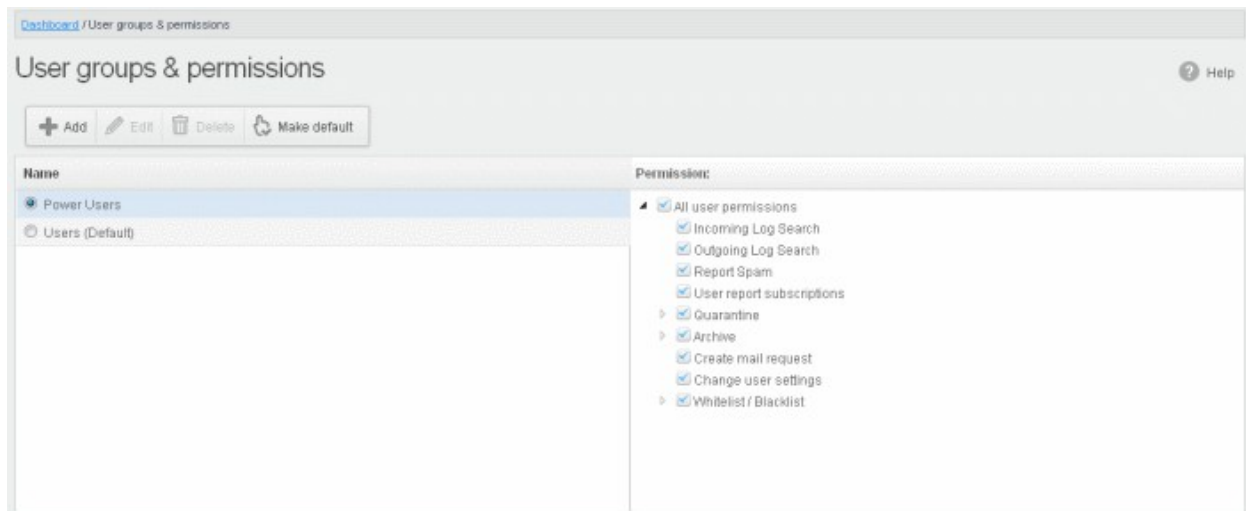 Dashboard / User groups & permissions
User groups & permissions
Help
Add Edit Delete Make default
Name
Permission:
Power Users
Users (Default)
All user permissions
Incoming Log Search
Outgoing Log Search
Report Spam
User report subscriptions
Quarantine
Archive
Create mail request
Change user settings
Whitelist / Blacklist